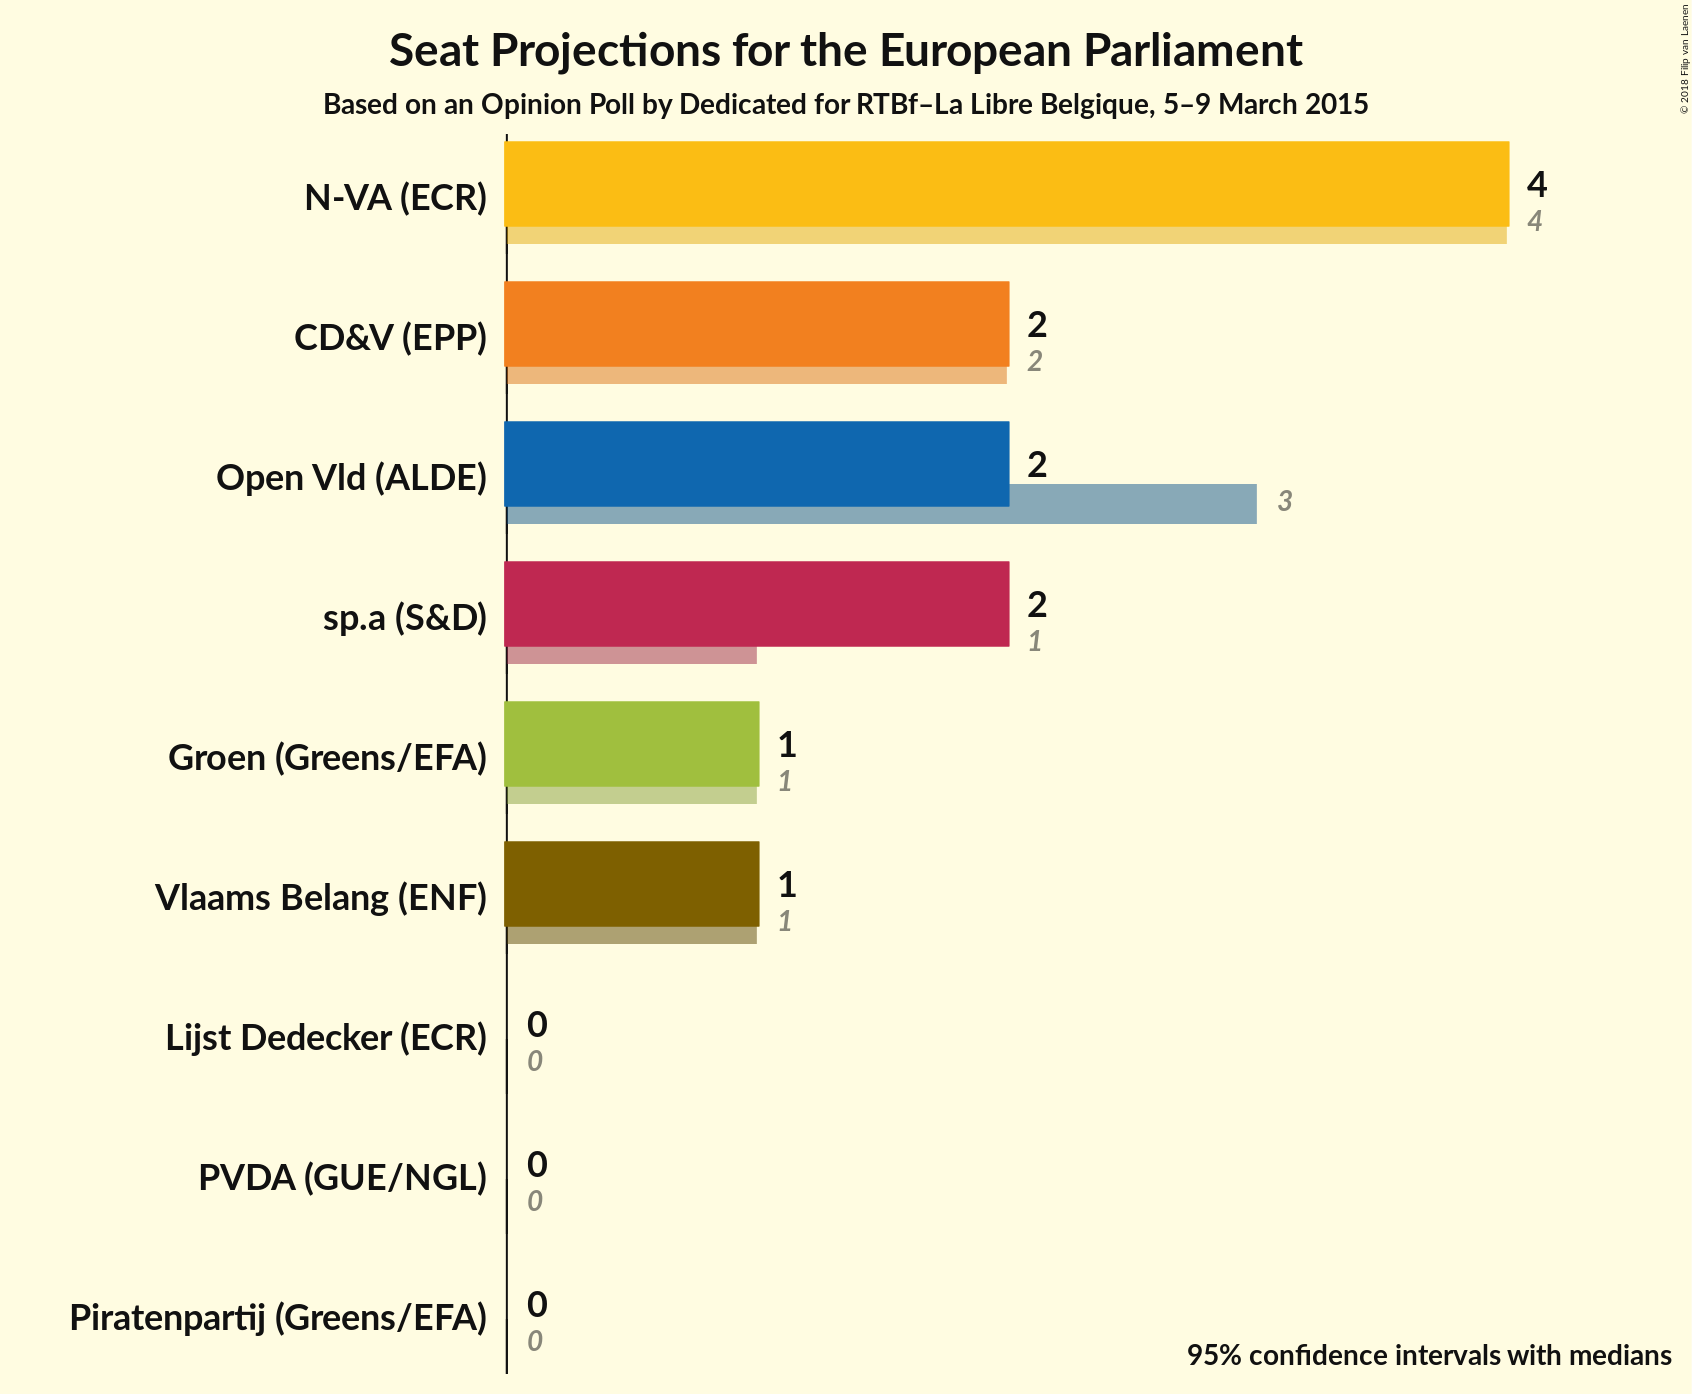 Seat Projections for the European Parliament
Based on an Opinion Poll by Dedicated for RTBf–La Libre Belgique, 5–9 March 2015
© 2018 Filip van Laenen
N-VA (ECR)
4
4
CD&V (EPP)
2
2
Open Vld (ALDE)
2
3
sp.a (S&D)
2
1
Groen (Greens/EFA)
1
1
Vlaams Belang (ENF)
1
1
Lijst Dedecker (ECR)
0
0
PVDA (GUE/NGL)
0
0
Piratenpartij (Greens/EFA)
0
0
95% confidence intervals with medians